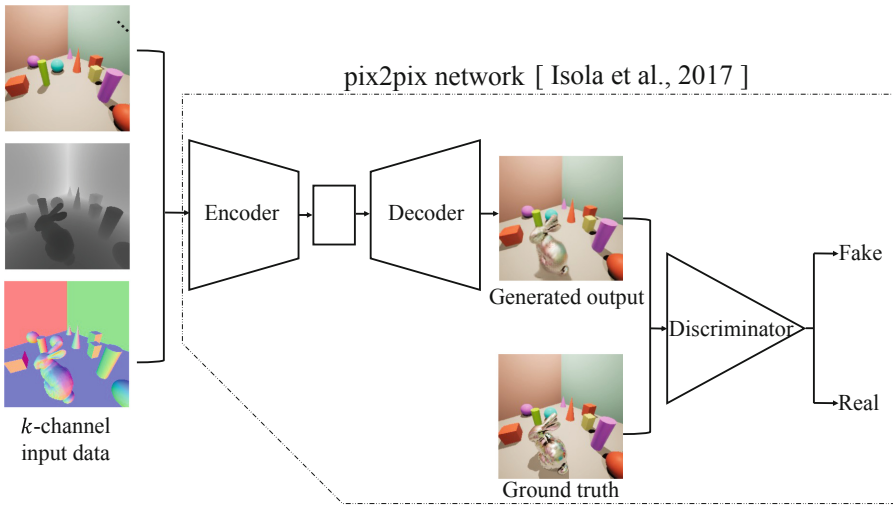 pix2pix network [ Isola et al., 2017 ]
Encoder
Decoder
Generated output
Discriminator
Fake
Real
k-channel
input data
Ground truth